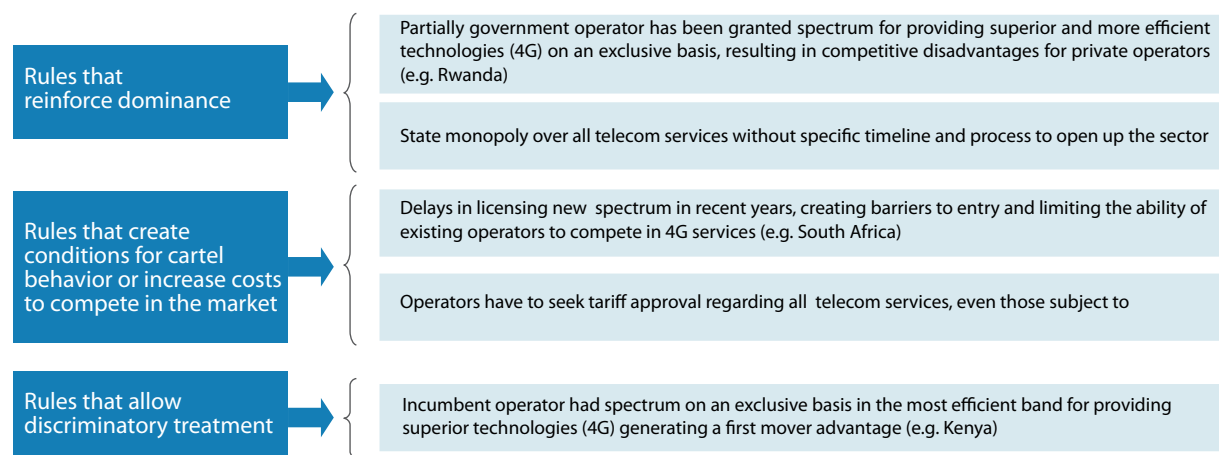 Rules that
reinforce dominance
Partially government operator has been granted spectrum for providing superior and more efficient
technologies (4G) on an exclusive basis, resulting in competitive disadvantages for private operators
(e.g. Rwanda)
State monopoly over all telecom services without specific timeline and process to open up the sector
Rules that create
conditions for cartel
behavior or increase costs
to compete in the market
Delays in licensing new spectrum in recent years, creating barriers to entry and limiting the ability of
existing operators to compete in 4G services (e.g. South Africa)
Operators have to seek tariff approval regarding all telecom services, even those subject to
Rules that allow
discriminatory treatment
Incumbent operator had spectrum on an exclusive basis in the most efficient band for providing
superior technologies (4G) generating a first mover advantage (e.g. Kenya)